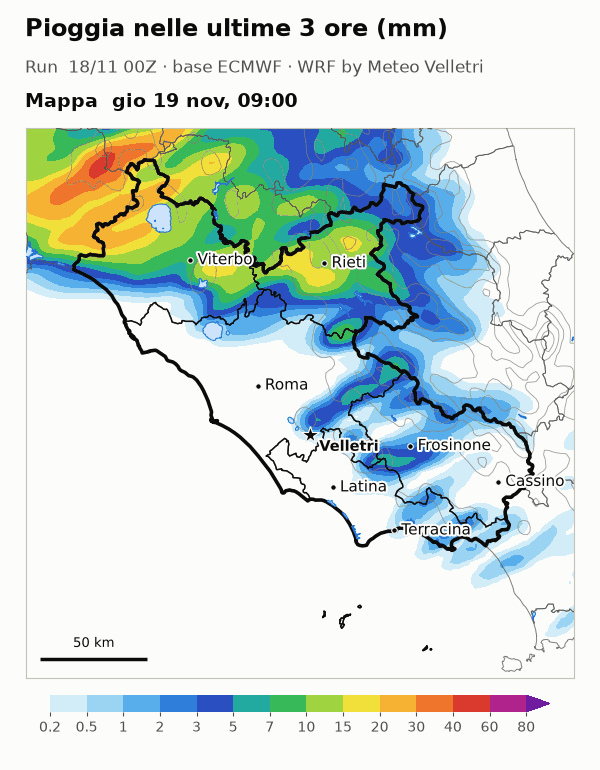 Pioggia nelle ultime 3 ore (mm)
Run  18/11 00Z · base ECMWF · WRF by Meteo Velletri
Mappa  gio 19 nov, 09:00
Viterbo
Rieti
Roma
Velletri
Frosinone
Cassino
Latina
Terracina
50 km
0.2 0.5 1 2 3 5 7 10 15 20 30 40 60 80